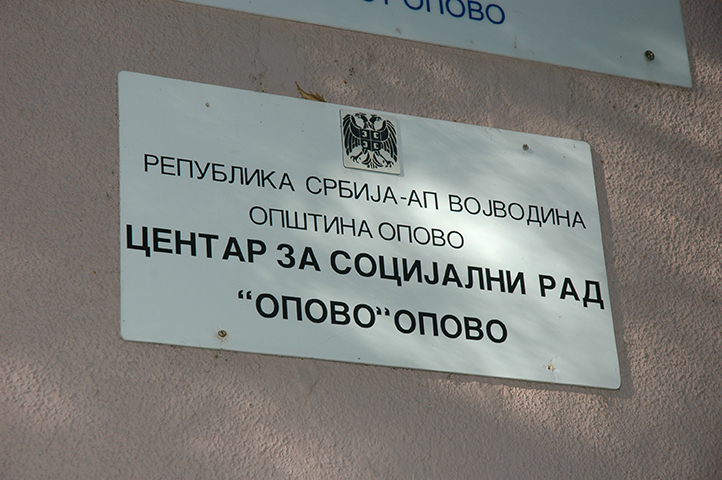 ОПОВО
РЕПУБЛИКА СРБИЈА-АП ВОЈВОДИНА
ОПШТИНА ОПОВО
ЦЕНТАР ЗА СОЦИЈАЛНИ РАД
“ОПОВО”ОПОВО